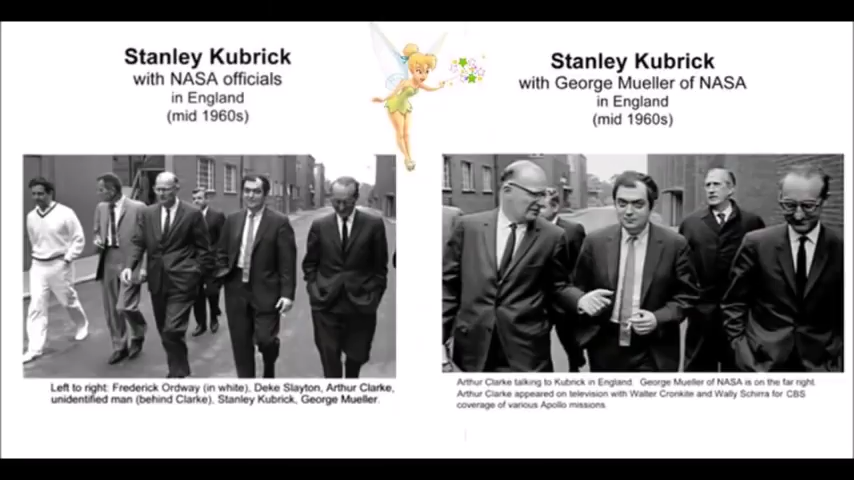 Stanley Kubrick
with NASA officials
in England
(mid 1960s)
Left to right: Frederick Ordway (in white), Deke Slayton, Arthur Clarke,
unidentified man (behind Clarke), Stanley Kubrick, George Mueller.
Stanley Kubrick
with George Mueller of NASA
in England
(mid 1960s)
Arthur Clarke talking to Kubrick in England. George Mueller of NASA is on the far right.
Arthur Clarke appeared on television with Walter Cronkite and Wally Schirra for CBS
coverage of various Apollo missions.